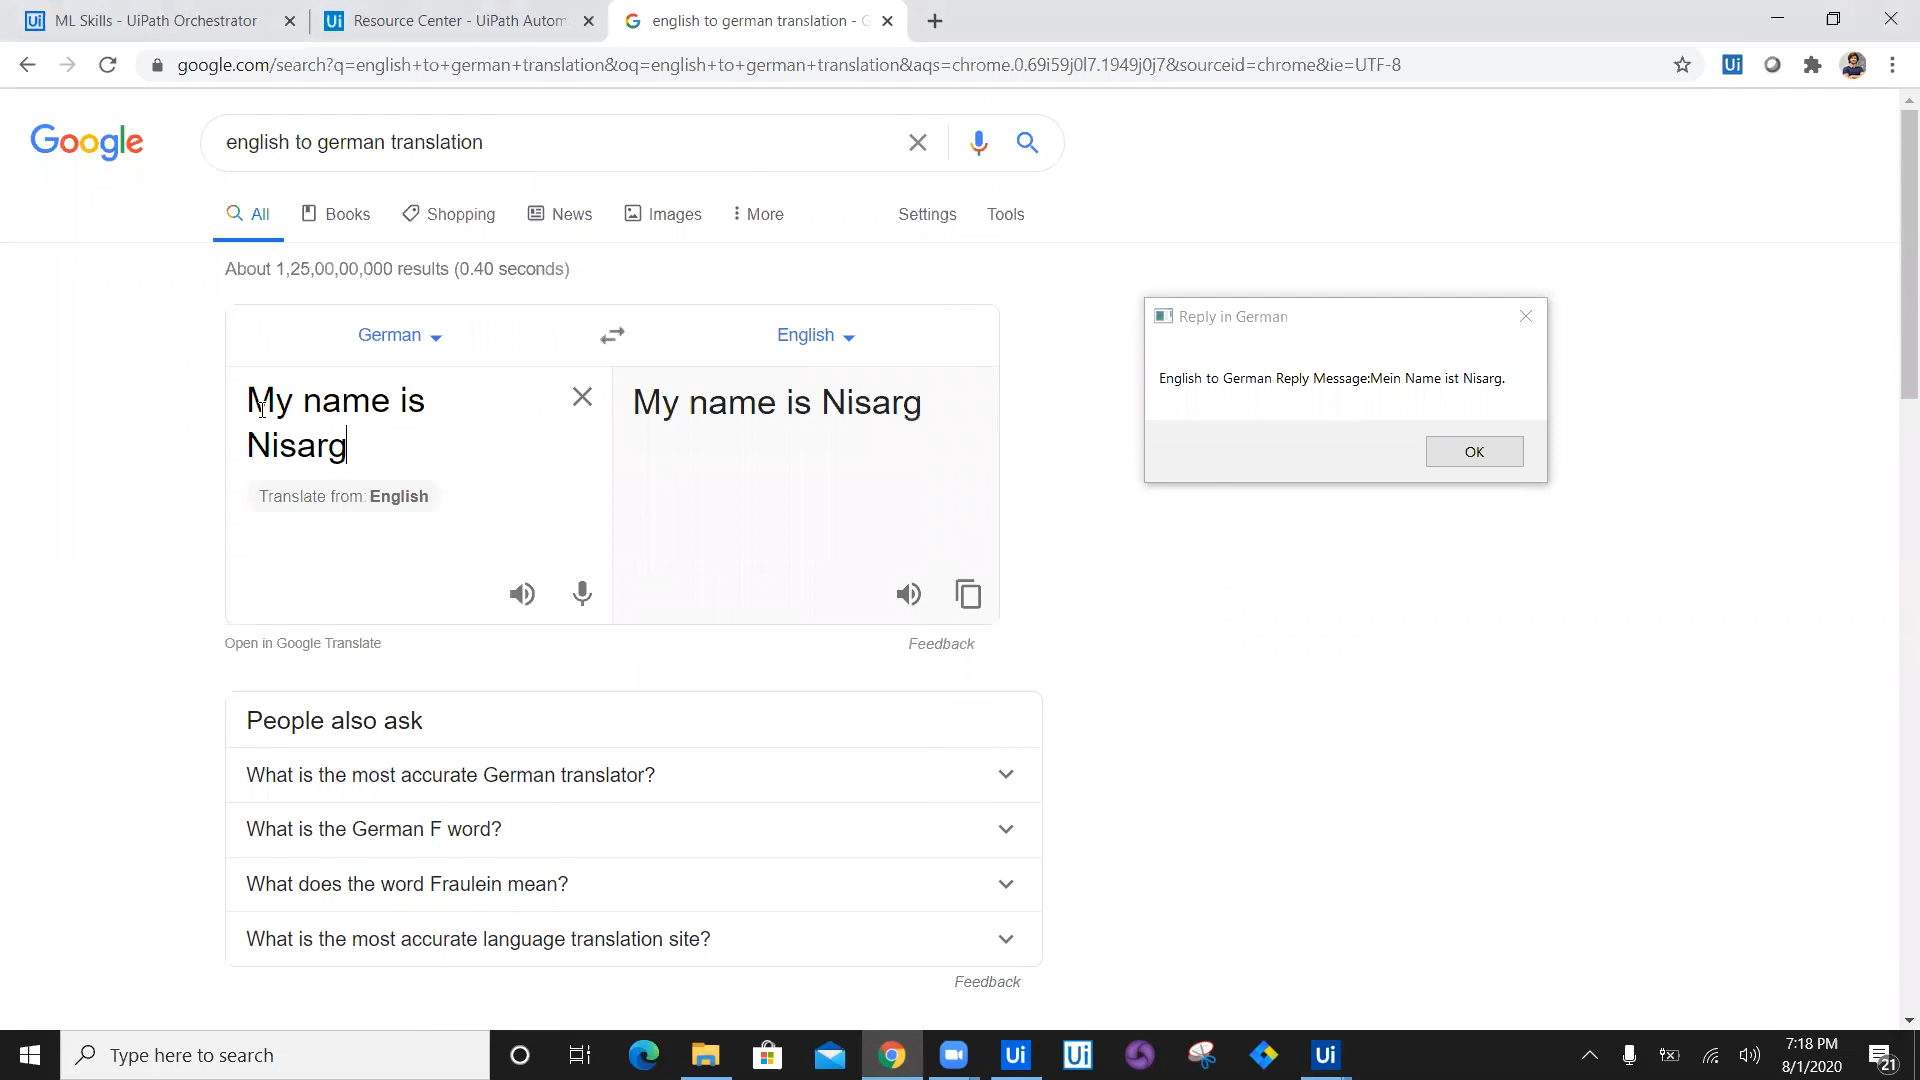 ML Skills - UiPath Orchestrator
Resource Center - UiPath Autom
english to german translation - G
google.com/search?q=english+to+german+translation&oq=english+to+german+translation&aqs=chrome.0.69i59j0l7.1949j0j7&sourceid=chrome&ie=UTF-8
Google
english to german translation
All
Books
Shopping
News
Images
More
Settings
Tools
About 1,25,00,00,000 results (0.40 seconds)
German
English
My name is
Nisarg
Translate from: English
My name is Nisarg
Open in Google Translate
Feedback
Reply in German
English to German Reply Message:Mein Name ist Nisarg.
OK
People also ask
What is the most accurate German translator?
What is the German F word?
What does the word Fraulein mean?
What is the most accurate language translation site?
Feedback
Type here to search
7:18 PM
8/1/2020
21